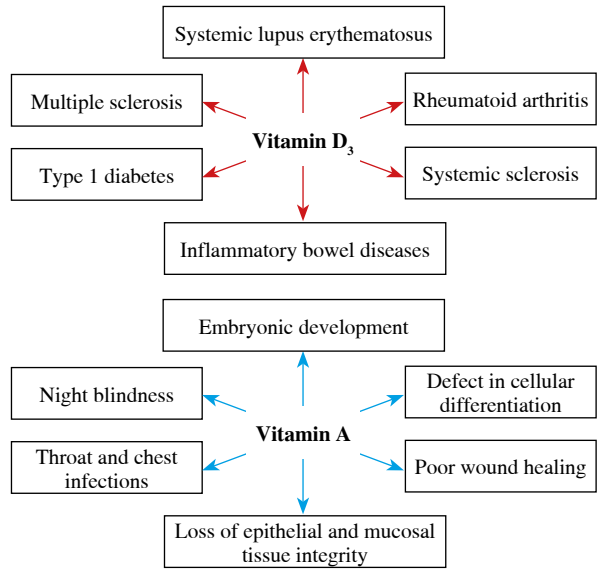 Systemic lupus erythematosus
Multiple sclerosis
Rheumatoid arthritis
Vitamin D₃
Type 1 diabetes
Systemic sclerosis
Inflammatory bowel diseases
Embryonic development
Night blindness
Defect in cellular
differentiation
Vitamin A
Throat and chest
infections
Poor wound healing
Loss of epithelial and mucosal
tissue integrity